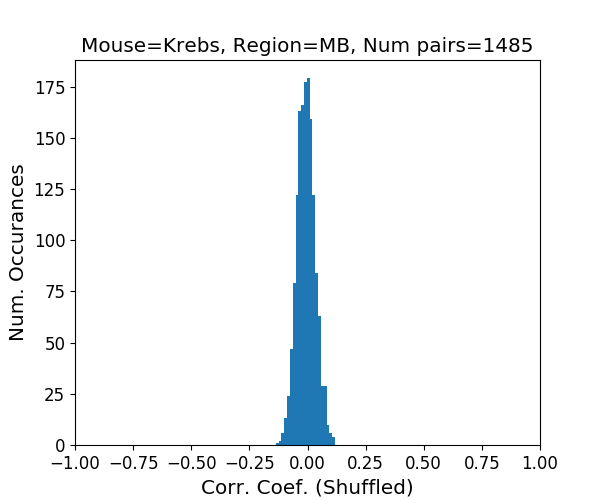 Mouse=Krebs, Region=MB, Num pairs=1485
Num. Occurances
175
150
125
100
75
50
25
0
−1.00 −0.75 −0.50 −0.25 0.00 0.25 0.50 0.75 1.00
Corr. Coef. (Shuffled)